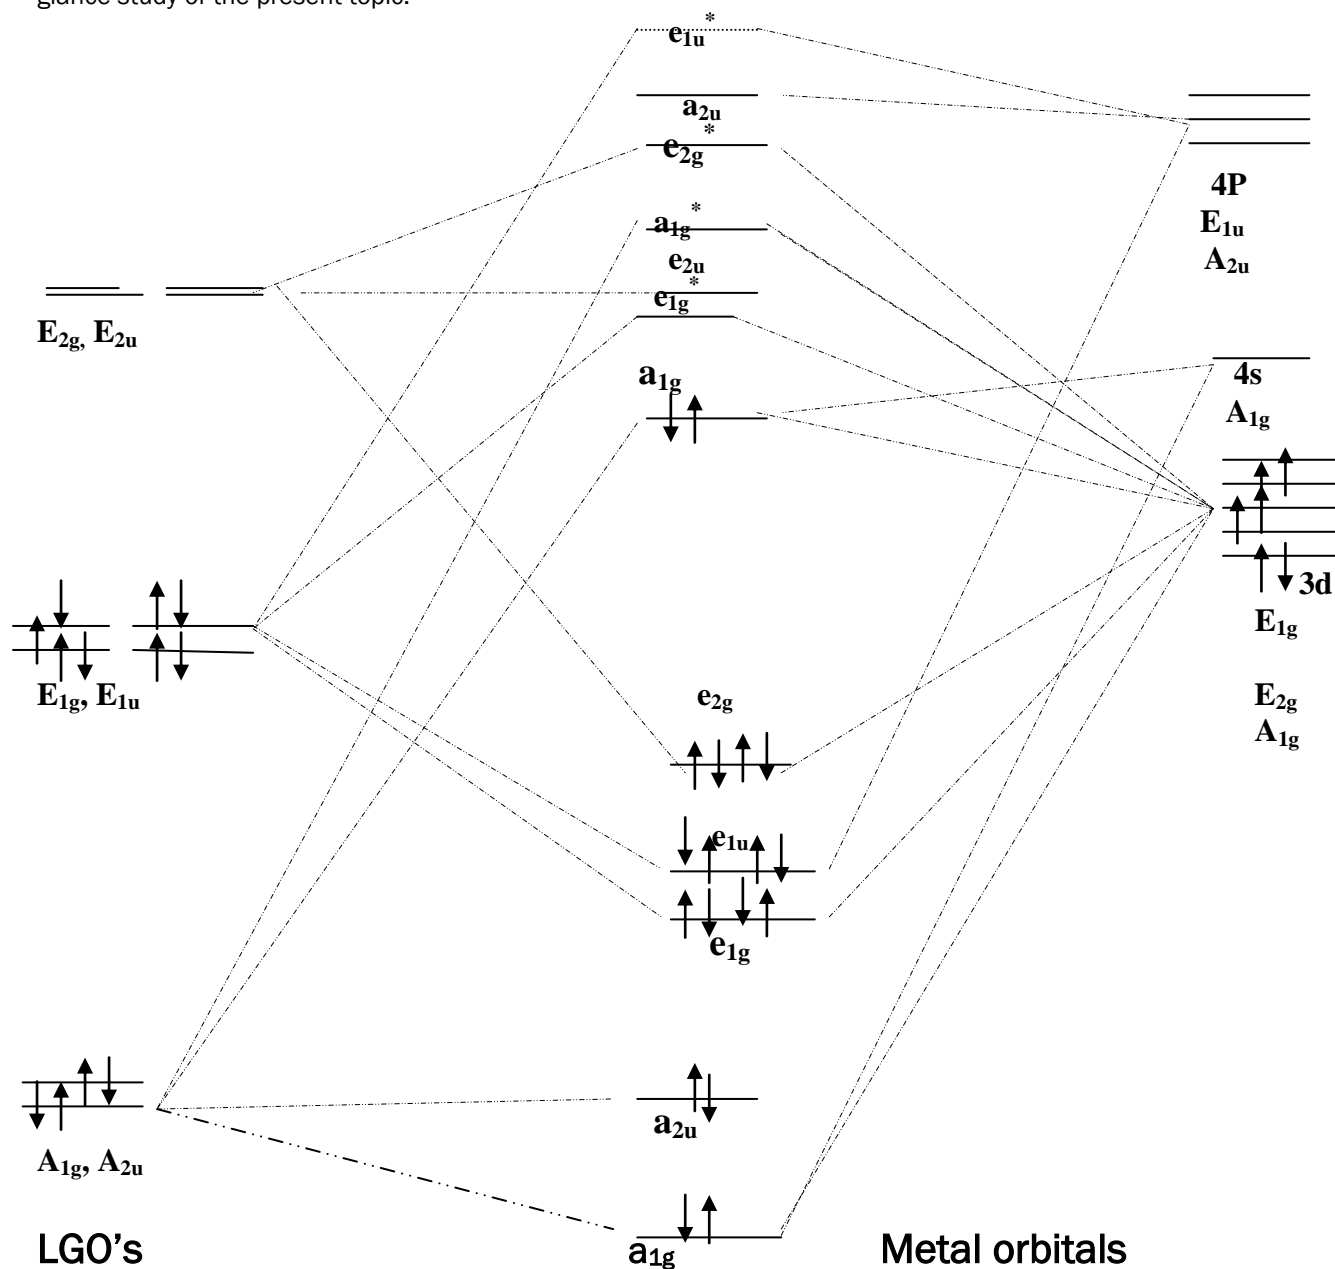 glance study of the present topic.
e1u*
a2u
e2g*
4P
E1u
A2u
a1g*
e2u
e1g*
E2g, E2u
a1g
4s
A1g
3d
E1g
E1g, E1u
e2g
E2g
A1g
e1u
e1g
a2u
A1g, A2u
LGO's
a1g
Metal orbitals